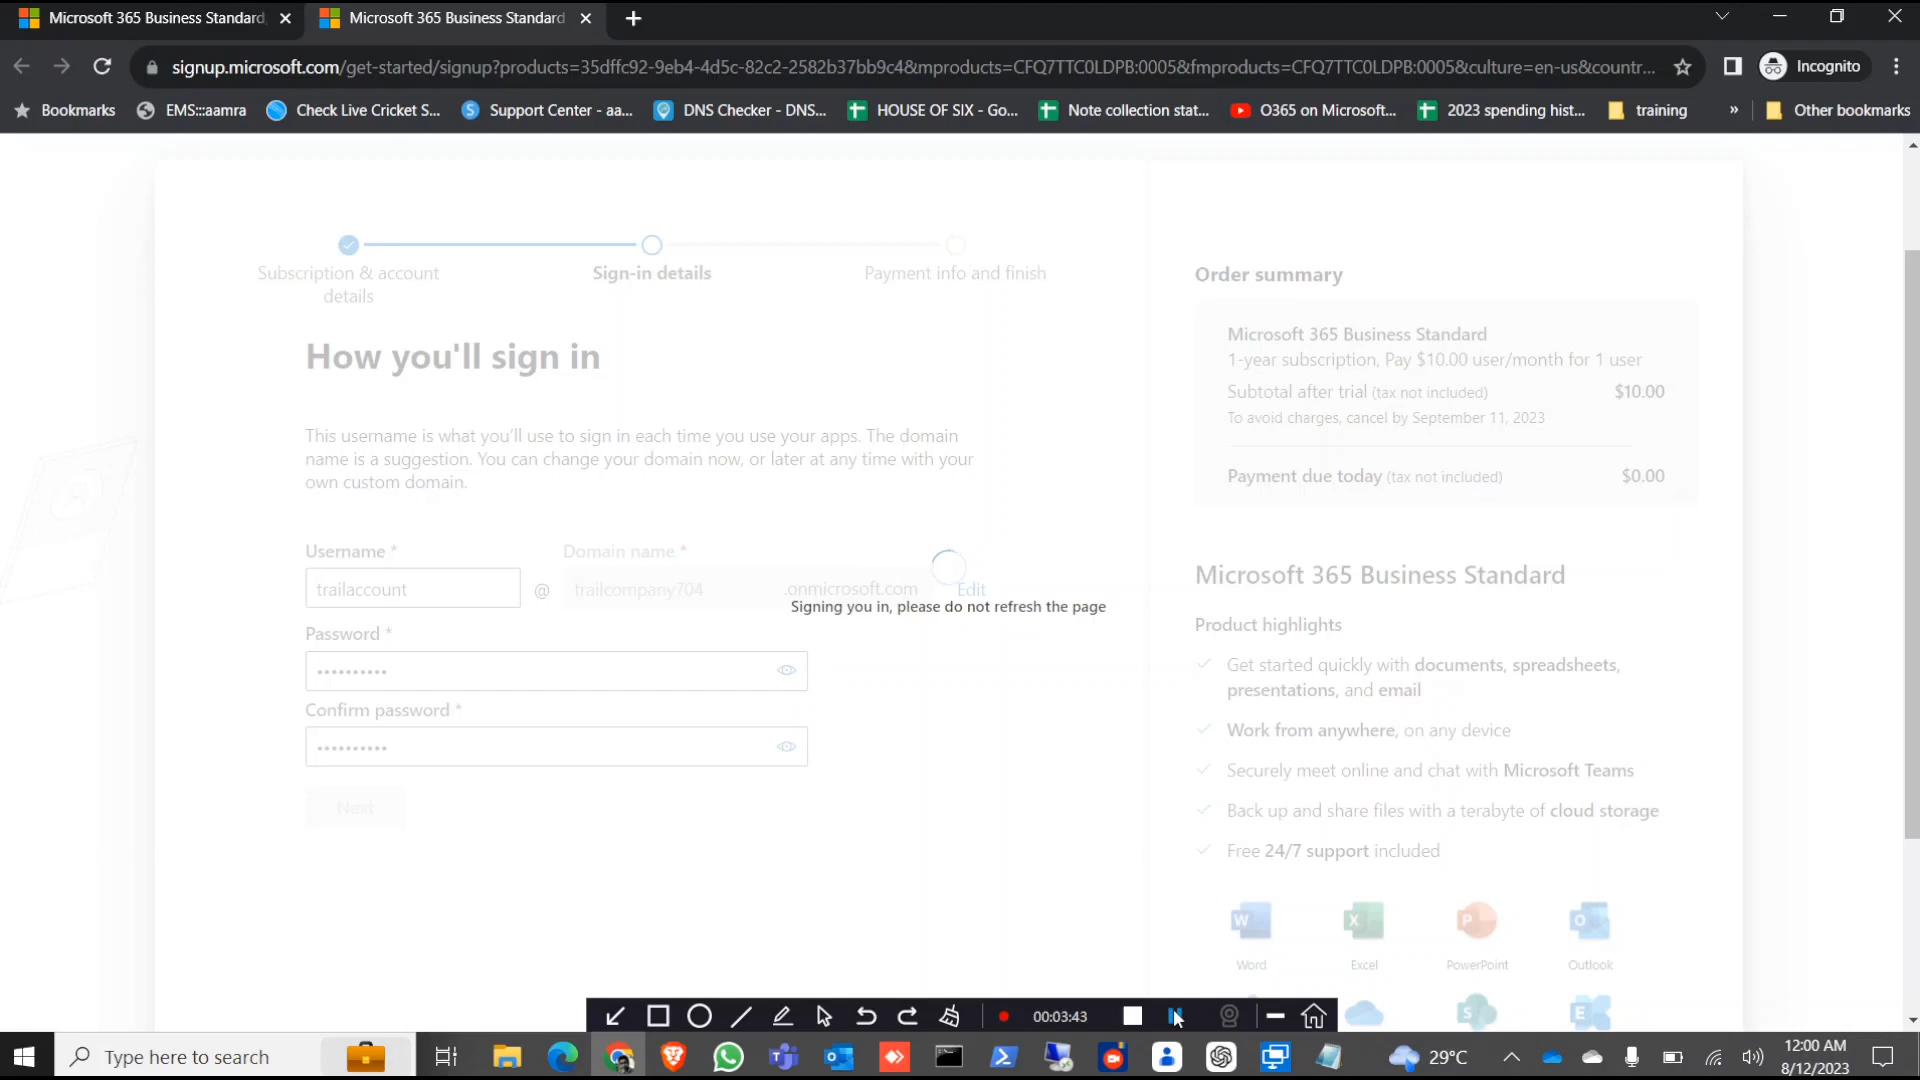 Microsoft 365 Business Standard,
Microsoft 365 Business Standard
signup.microsoft.com/get-started/signup?products=35dffc92-9eb4-4d5c-82c2-2582b37bb9c4&mproducts=CFQ7TTC0LDPB:0005&fmproducts=CFQ7TTC0LDPB:0005&culture=en-us&countr...
Incognito
Bookmarks
EMS:::aamra
Check Live Cricket S...
Support Center - aa...
DNS Checker - DNS...
HOUSE OF SIX - Go...
Note collection stat...
O365 on Microsoft...
2023 spending hist...
training
»
Other bookmarks
Subscription & account
details
Sign-in details
Payment info and finish
How you'll sign in
This username is what you'll use to sign in each time you use your apps. The domain
name is a suggestion. You can change your domain now, or later at any time with your
own custom domain.
Username *
Domain name *
trailaccount
@
trailcompany704
.onmicrosoft.com
Edit
Signing you in, please do not refresh the page
Password *
••••••••••
Confirm password *
••••••••••
Next
Order summary
Microsoft 365 Business Standard
1-year subscription, Pay $10.00 user/month for 1 user
Subtotal after trial (tax not included) $10.00
To avoid charges, cancel by September 11, 2023
Payment due today (tax not included) $0.00
Microsoft 365 Business Standard
Product highlights
Get started quickly with documents, spreadsheets,
presentations, and email
Work from anywhere, on any device
Securely meet online and chat with Microsoft Teams
Back up and share files with a terabyte of cloud storage
Free 24/7 support included
Word
Excel
PowerPoint
Outlook
00:03:43
Type here to search
29°C
12:00 AM
8/12/2023